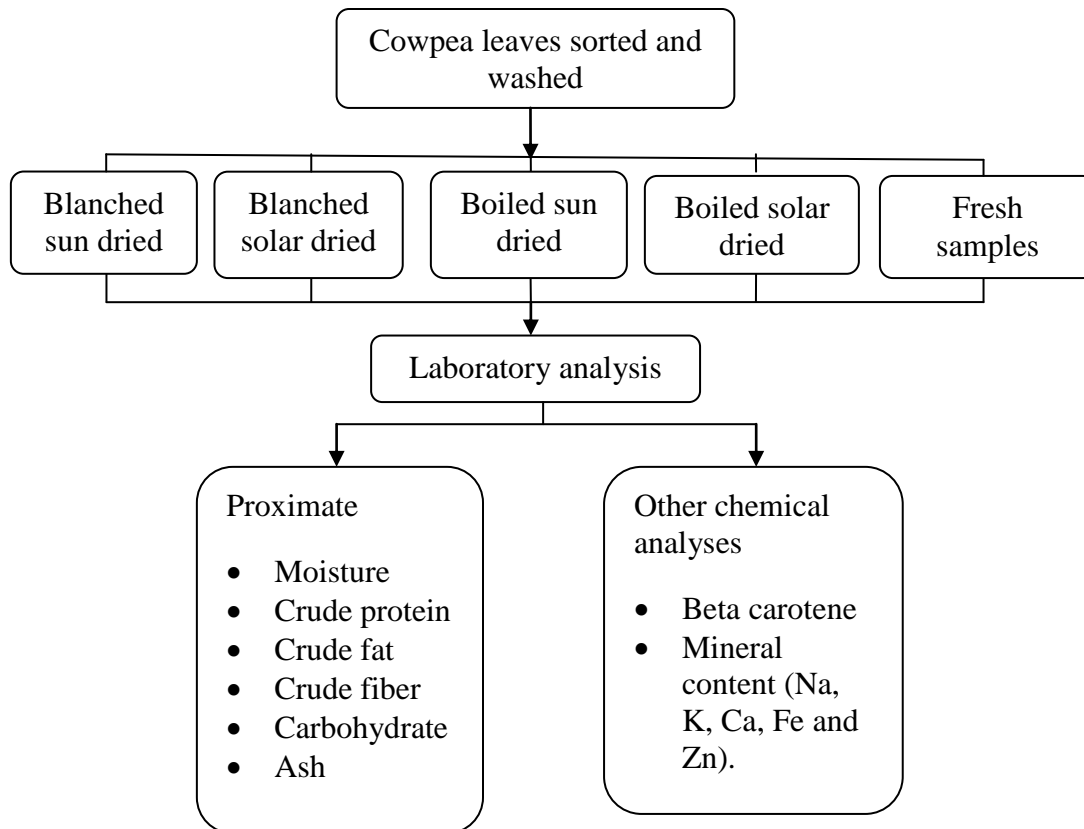 Cowpea leaves sorted and
washed
Blanched
sun dried
Blanched
solar dried
Boiled sun
dried
Boiled solar
dried
Fresh
samples
Laboratory analysis
Proximate
• Moisture
• Crude protein
• Crude fat
• Crude fiber
• Carbohydrate
• Ash
Other chemical
analyses
• Beta carotene
• Mineral
content (Na,
K, Ca, Fe and
Zn).